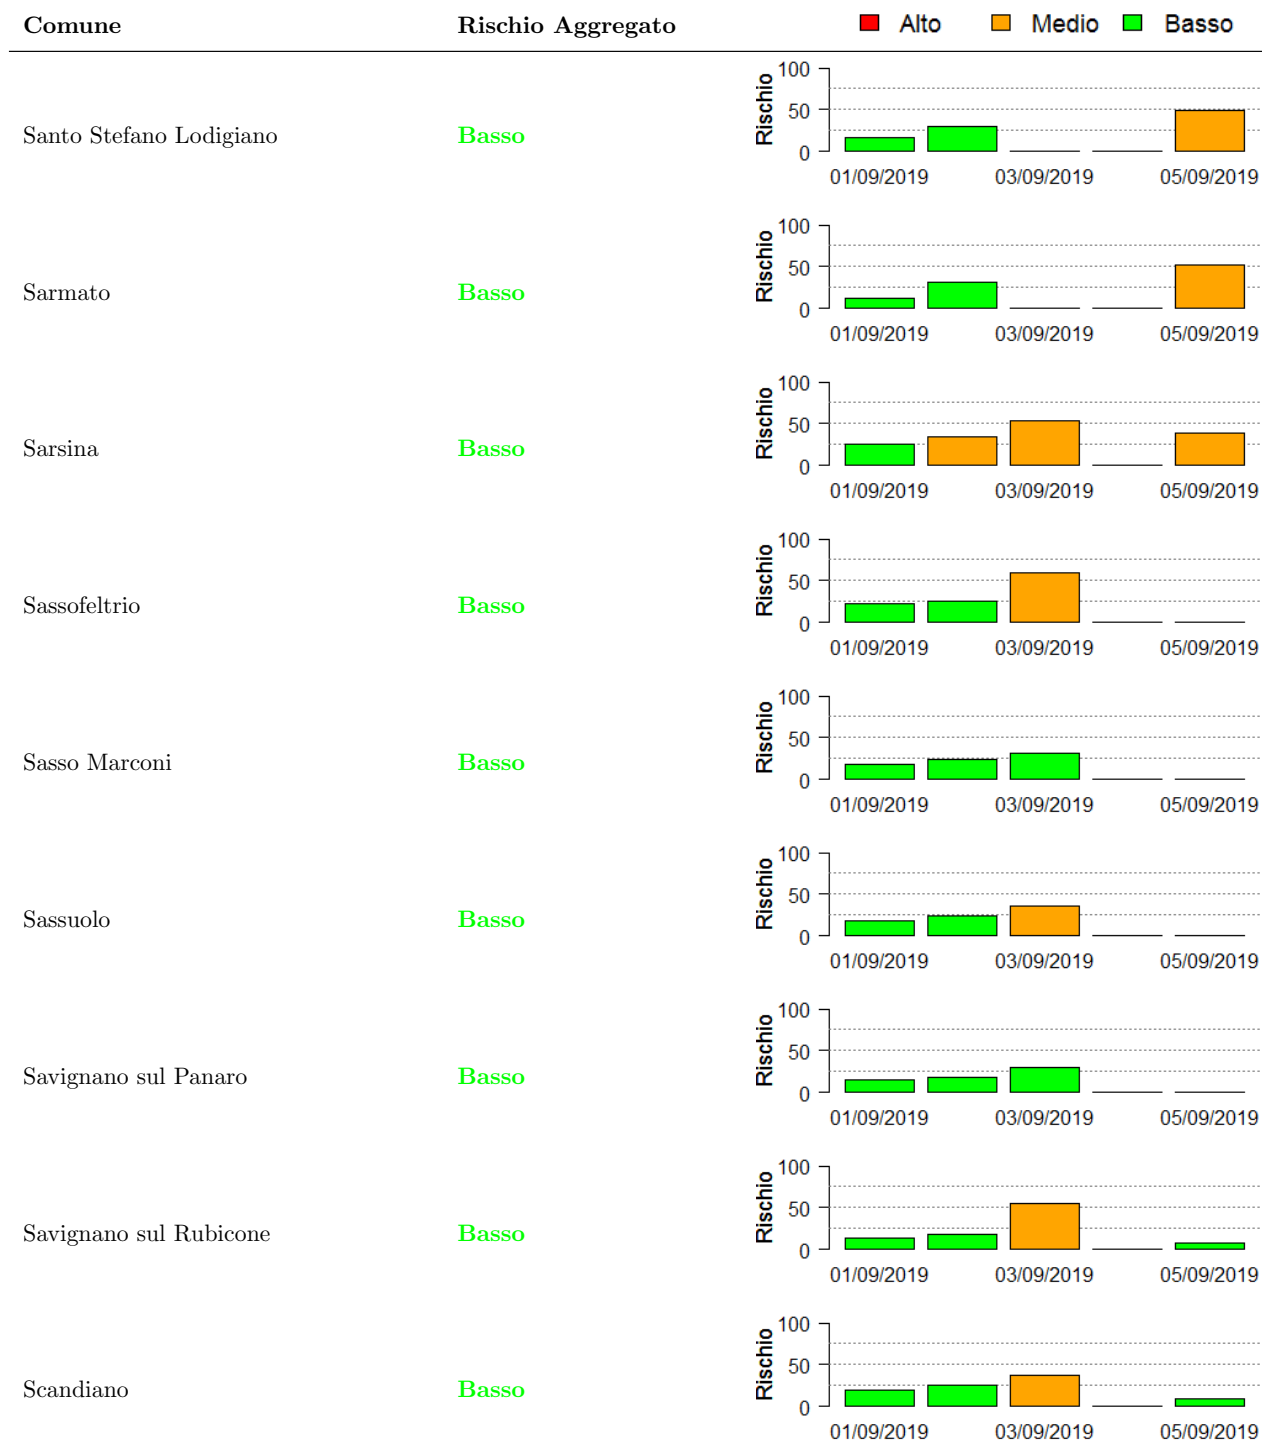 Comune Rischio Aggregato Alto Medio Basso
100
50
0
Rischio
Santo Stefano Lodigiano Basso
01/09/2019 03/09/2019 05/09/2019
100
50
0
Rischio
Sarmato Basso
01/09/2019 03/09/2019 05/09/2019
100
50
0
Rischio
Sarsina Basso
01/09/2019 03/09/2019 05/09/2019
100
50
0
Rischio
Sassofeltrio Basso
01/09/2019 03/09/2019 05/09/2019
100
50
0
Rischio
Sasso Marconi Basso
01/09/2019 03/09/2019 05/09/2019
100
50
0
Rischio
Sassuolo Basso
01/09/2019 03/09/2019 05/09/2019
100
50
0
Rischio
Savignano sul Panaro Basso
01/09/2019 03/09/2019 05/09/2019
100
50
0
Rischio
Savignano sul Rubicone Basso
01/09/2019 03/09/2019 05/09/2019
100
50
0
Rischio
Scandiano Basso
01/09/2019 03/09/2019 05/09/2019